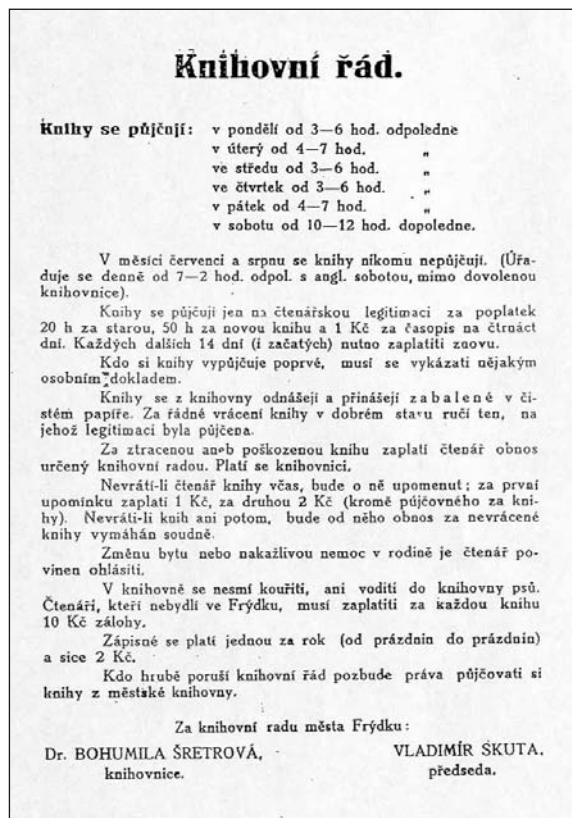 Knihovní řád.
Knihy se půjčnjí: v pondělí od 3—6 hod. odpoledne
v úterý od 4—7 hod. „
ve středu od 3—6 hod. „
ve čtvrtek od 3—6 hod. „
v pátek od 4—7 hod. „
v sobotu od 10—12 hod. dopoledne.
V měsíci červenci a srpnu se knihy nikomu nepůjčují. (Úřa-
duje se denně od 7—2 hod. odpol. s angl. sobotou, mimo dovolenou
knihovnice).
Knihy se půjčují jen na čtenářskou legitimaci za poplatek
20 h za starou, 50 h za novou knihu a 1 Kč za časopis na čtrnáct
dní. Každých dalších 14 dní (i začatých) nutno zaplatiti znovu.
Kdo si knihy vypůjčuje poprvé, musí se vykázati nějakým
osobním dokladem.
Knihy se z knihovny odnášejí a přinášejí zabalené v či-
stém papíře. Za řádné vrácení knihy v dobrém stavu ručí ten, na
jehož legitimaci byla půjčena.
Za ztracenou aneb poškozenou knihu zaplatí čtenář obnos
určený knihovní radou. Platí se knihovnici.
Nevrátí-li čtenář knihy včas, bude o ně upomenut; za první
upomínku zaplatí 1 Kč, za druhou 2 Kč (kromě půjčovného za kni-
hy). Nevrátí-li knih ani potom, bude od něho obnos za nevrácené
knihy vymáhán soudně.
Změnu bytu nebo nakažlivou nemoc v rodině je čtenář po-
vinen ohlásiti.
V knihovně se nesmí kouřiti, ani voditi do knihovny psů.
Čtenáři, kteří nebydlí ve Frýdku, musí zaplatiti za každou knihu
10 Kč zálohy.
Zápisné se platí jednou za rok (od prázdnin do prázdnin)
a sice 2 Kč.
Kdo hrubě poruší knihovní řád pozbude práva půjčovati si
knihy z městské knihovny.
Za knihovní radu města Frýdku:
Dr. BOHUMILA ŠRETROVÁ, VLADIMÍR ŠKUTA.
knihovnice. předseda.